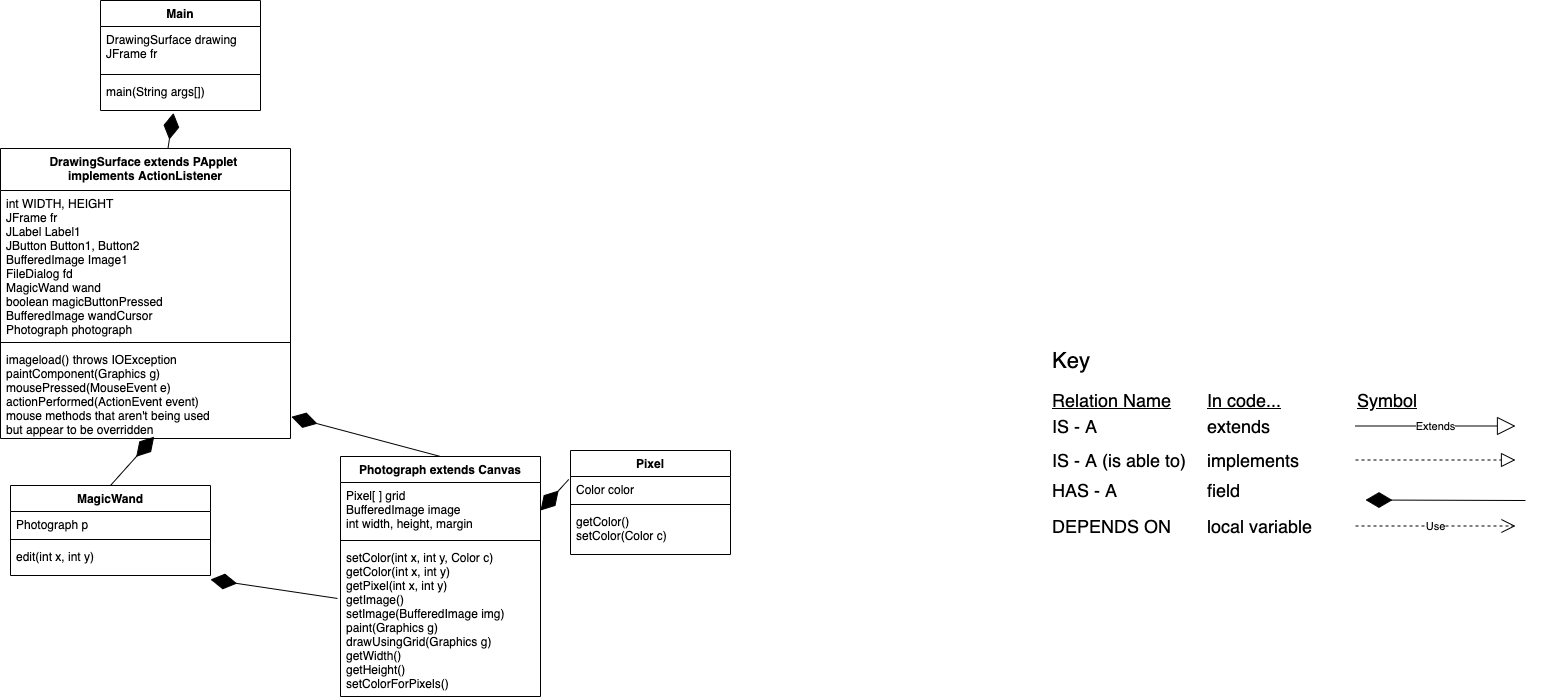 Main
DrawingSurface drawing
JFrame fr
main(String args[])
DrawingSurface extends PApplet
implements ActionListener
int WIDTH, HEIGHT
JFrame fr
JLabel Label1
JButton Button1, Button2
BufferedImage Image1
FileDialog fd
MagicWand wand
boolean magicButtonPressed
BufferedImage wandCursor
Photograph photograph
imageload() throws IOException
paintComponent(Graphics g)
mousePressed(MouseEvent e)
actionPerformed(ActionEvent event)
mouse methods that aren't being used
but appear to be overridden
MagicWand
Photograph p
edit(int x, int y)
Photograph extends Canvas
Pixel[ ] grid
BufferedImage image
int width, height, margin
setColor(int x, int y, Color c)
getColor(int x, int y)
getPixel(int x, int y)
getImage()
setImage(BufferedImage img)
paint(Graphics g)
drawUsingGrid(Graphics g)
getWidth()
getHeight()
setColorForPixels()
Pixel
Color color
getColor()
setColor(Color c)
Key
Relation Name In code... Symbol
IS - A extends Extends
IS - A (is able to) implements
HAS - A field
DEPENDS ON local variable Use